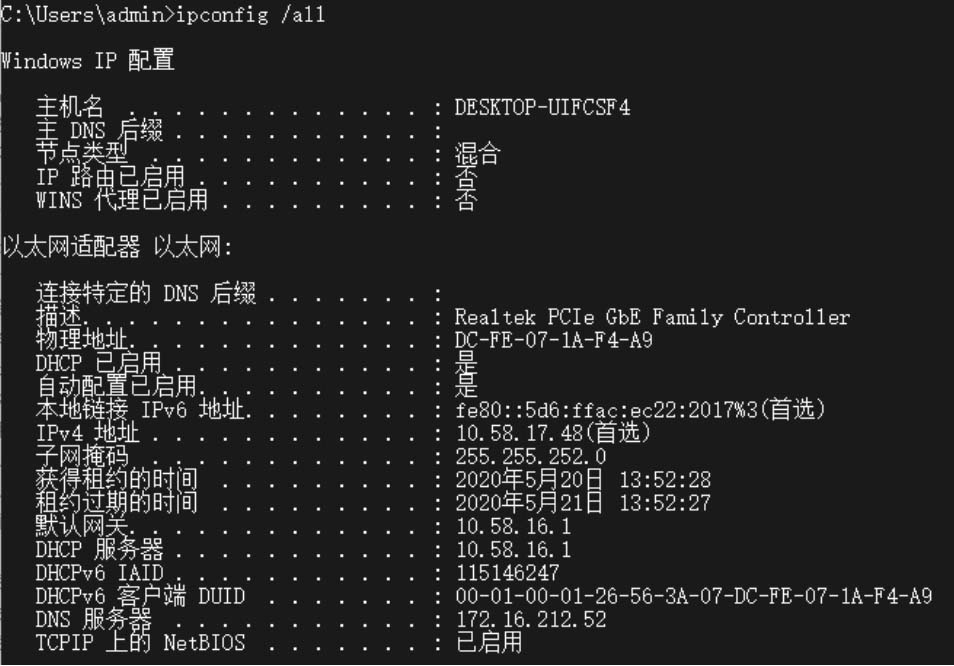 C:\Users\admin>ipconfig /all
Windows IP 配置
主机名 . . . . . . . . . . . . . : DESKTOP-UIFCSF4
主 DNS 后缀 . . . . . . . . . . . :
节点类型 . . . . . . . . . . . . : 混合
IP 路由已启用 . . . . . . . . . . : 否
WINS 代理已启用 . . . . . . . . . : 否
以太网适配器 以太网:
连接特定的 DNS 后缀 . . . . . . . :
描述. . . . . . . . . . . . . . . : Realtek PCIe GbE Family Controller
物理地址. . . . . . . . . . . . . : DC-FE-07-1A-F4-A9
DHCP 已启用 . . . . . . . . . . . : 是
自动配置已启用. . . . . . . . . . : 是
本地链接 IPv6 地址. . . . . . . . : fe80::5d6:ffac:ec22:2017%3(首选)
IPv4 地址 . . . . . . . . . . . . : 10.58.17.48(首选)
子网掩码 . . . . . . . . . . . . : 255.255.252.0
获得租约的时间 . . . . . . . . . : 2020年5月20日 13:52:28
租约过期的时间 . . . . . . . . . : 2020年5月21日 13:52:27
默认网关. . . . . . . . . . . . . : 10.58.16.1
DHCP 服务器 . . . . . . . . . . . : 10.58.16.1
DHCPv6 IAID . . . . . . . . . . . : 115146247
DHCPv6 客户端 DUID . . . . . . . : 00-01-00-01-26-56-3A-07-DC-FE-07-1A-F4-A9
DNS 服务器 . . . . . . . . . . . : 172.16.212.52
TCPIP 上的 NetBIOS . . . . . . . : 已启用